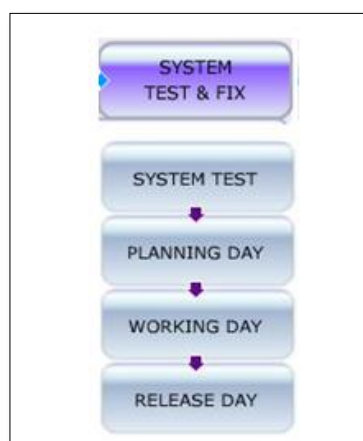 SYSTEM
TEST & FIX
SYSTEM TEST
PLANNING DAY
WORKING DAY
RELEASE DAY